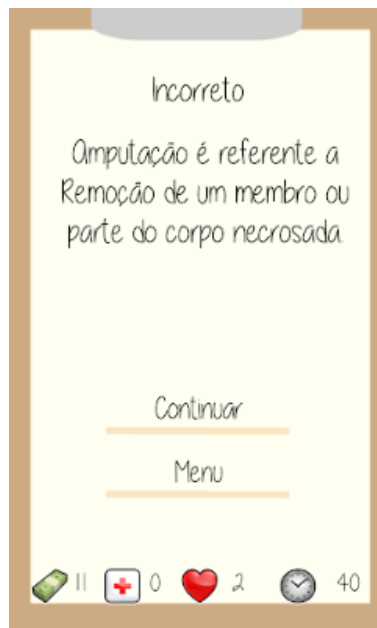 Incorreto
Amputação é referente a
Remoção de um membro ou
parte do corpo necrosada.
Continuar
Menu
11 0 2 40